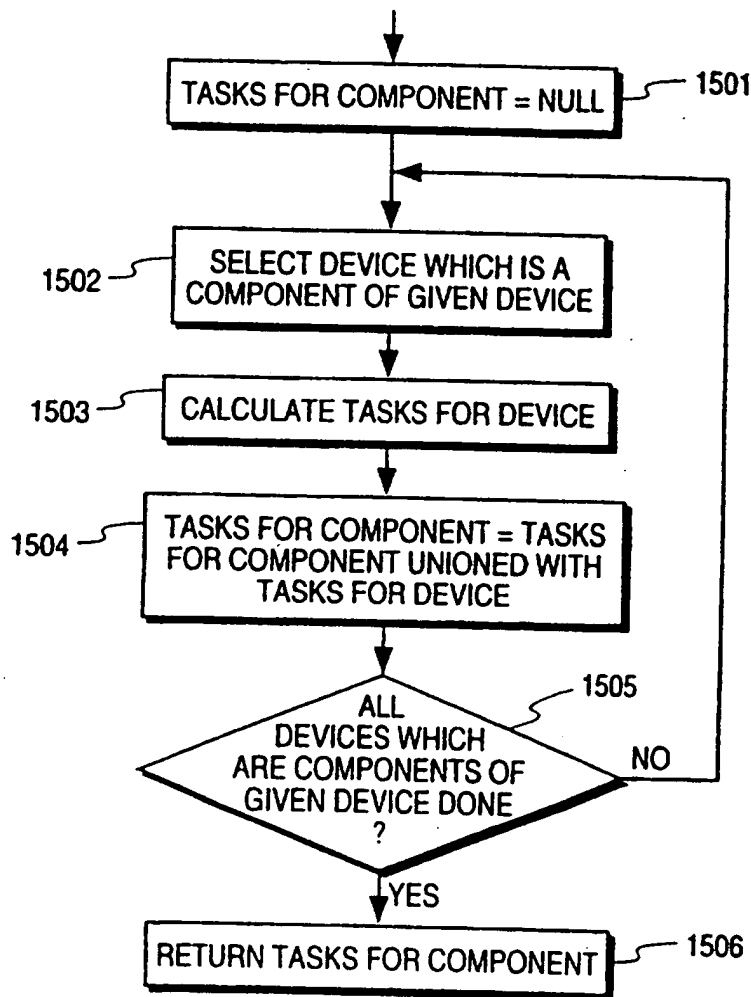 TASKS FOR COMPONENT = NULL
1501
1502
SELECT DEVICE WHICH IS A
COMPONENT OF GIVEN DEVICE
1503
CALCULATE TASKS FOR DEVICE
1504
TASKS FOR COMPONENT = TASKS
FOR COMPONENT UNIONED WITH
TASKS FOR DEVICE
1505
ALL
DEVICES WHICH
ARE COMPONENTS OF
GIVEN DEVICE DONE
?
NO
YES
RETURN TASKS FOR COMPONENT
1506